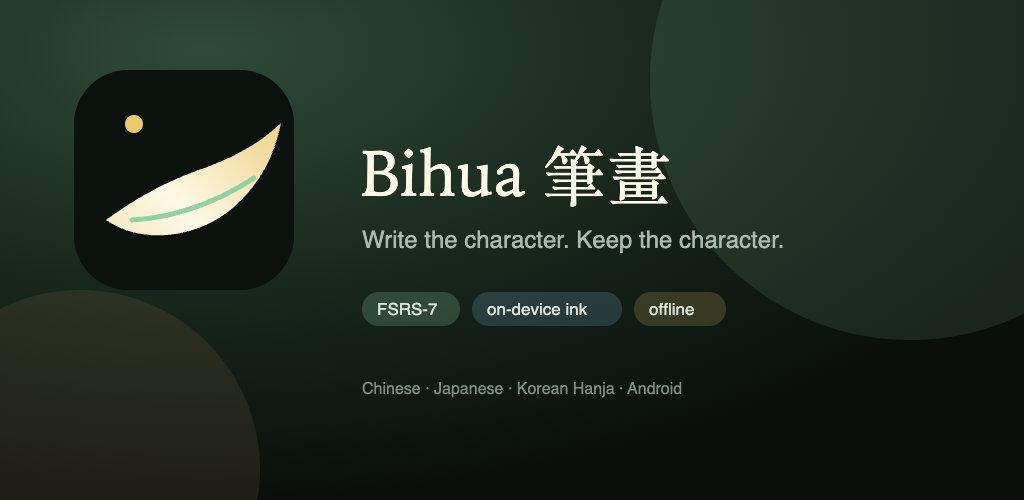 Bihua 筆畫
Write the character. Keep the character.
FSRS-7 on-device ink offline
Chinese · Japanese · Korean Hanja · Android